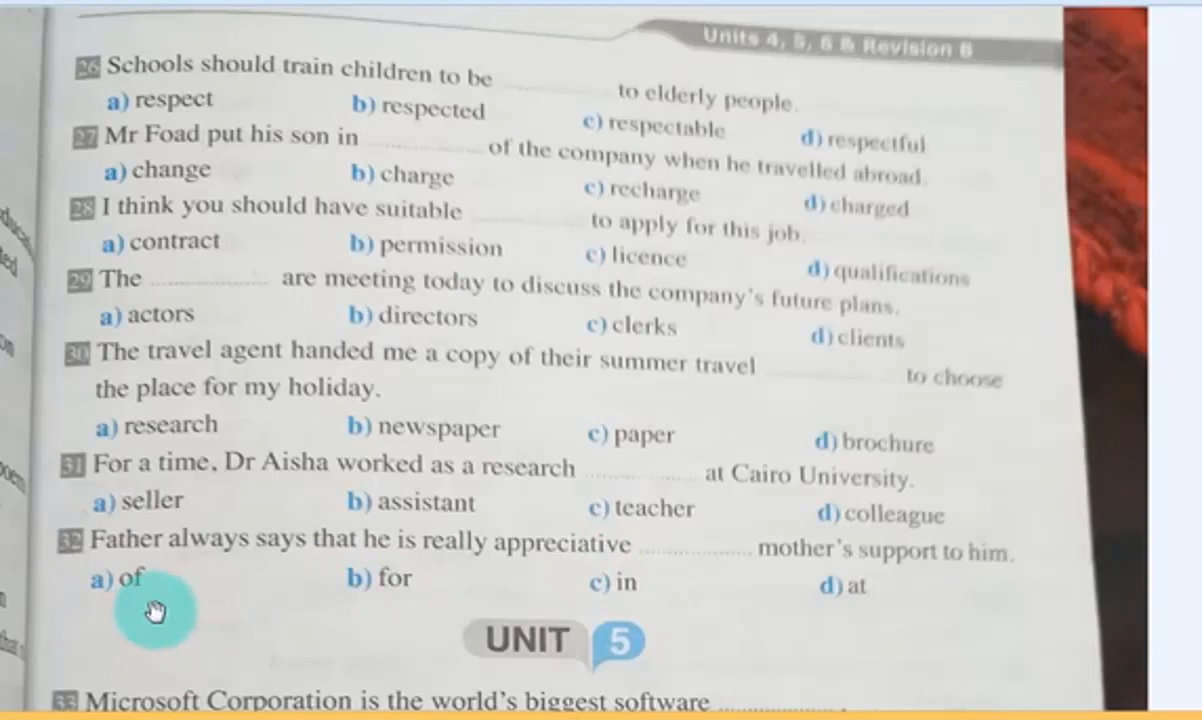 Units 4, 5, 6 & Revision B
26 Schools should train children to be .................. to elderly people.
a) respect b) respected c) respectable d) respectful
27 Mr Foad put his son in .................. of the company when he travelled abroad.
a) change b) charge c) recharge d) charged
28 I think you should have suitable .................. to apply for this job.
a) contract b) permission c) licence d) qualifications
29 The .................. are meeting today to discuss the company's future plans.
a) actors b) directors c) clerks d) clients
30 The travel agent handed me a copy of their summer travel .................. to choose
the place for my holiday.
a) research b) newspaper c) paper d) brochure
31 For a time, Dr Aisha worked as a research .................. at Cairo University.
a) seller b) assistant c) teacher d) colleague
32 Father always says that he is really appreciative .................. mother's support to him.
a) of b) for c) in d) at
UNIT 5
33 Microsoft Corporation is the world's biggest software .................. .